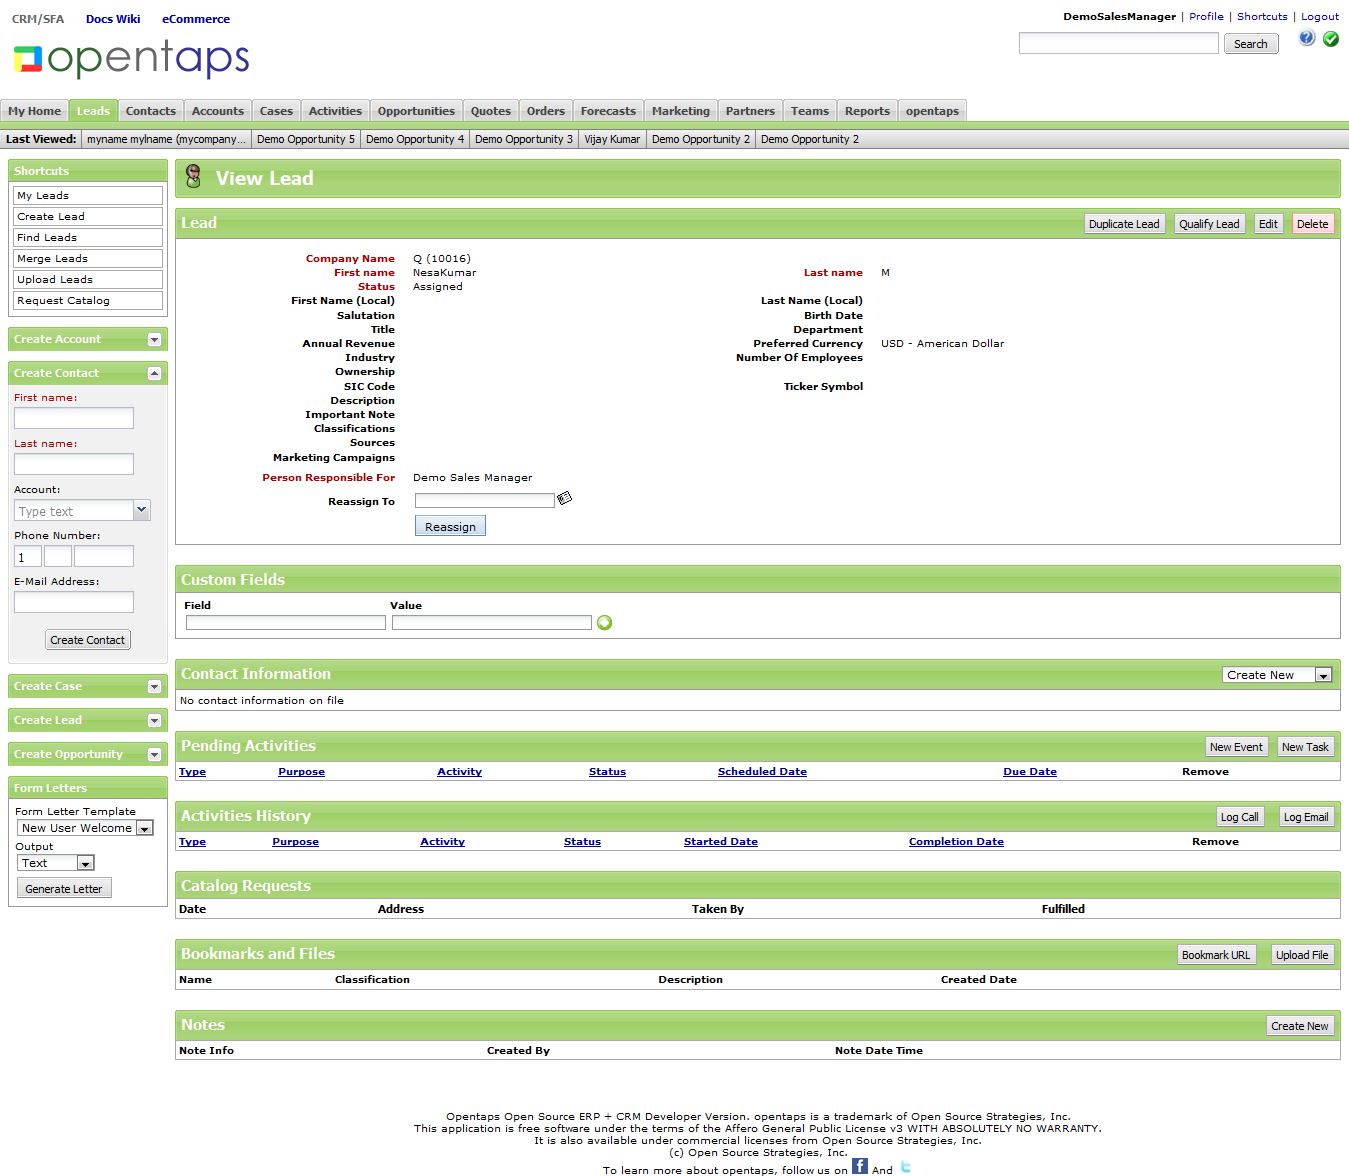 CRM/SFA Docs Wiki eCommerce
DemoSalesManager | Profile | Shortcuts | Logout
opentaps
Search
My Home Leads Contacts Accounts Cases Activities Opportunities Quotes Orders Forecasts Marketing Partners Teams Reports opentaps
Last Viewed: myname mylname (mycompany... Demo Opportunity 5 Demo Opportunity 4 Demo Opportunity 3 Vijay Kumar Demo Opportunity 2 Demo Opportunity 2
Shortcuts
My Leads
Create Lead
Find Leads
Merge Leads
Upload Leads
Request Catalog
Create Account
Create Contact
First name:
Last name:
Account:
Type text
Phone Number:
1
E-Mail Address:
Create Contact
Create Case
Create Lead
Create Opportunity
Form Letters
Form Letter Template
New User Welcome
Output
Text
Generate Letter
View Lead
Lead Duplicate Lead Qualify Lead Edit Delete
Company Name Q (10016)
First name NesaKumar Last name M
Status Assigned
First Name (Local) Last Name (Local)
Salutation Birth Date
Title Department
Annual Revenue Preferred Currency USD - American Dollar
Industry Number Of Employees
Ownership
SIC Code Ticker Symbol
Description
Important Note
Classifications
Sources
Marketing Campaigns
Person Responsible For Demo Sales Manager
Reassign To
Reassign
Custom Fields
Field Value
Contact Information Create New
No contact information on file
Pending Activities New Event New Task
Type Purpose Activity Status Scheduled Date Due Date Remove
Activities History Log Call Log Email
Type Purpose Activity Status Started Date Completion Date Remove
Catalog Requests
Date Address Taken By Fulfilled
Bookmarks and Files Bookmark URL Upload File
Name Classification Description Created Date
Notes Create New
Note Info Created By Note Date Time
Opentaps Open Source ERP + CRM Developer Version. opentaps is a trademark of Open Source Strategies, Inc.
This application is free software under the terms of the Affero General Public License v3 WITH ABSOLUTELY NO WARRANTY.
It is also available under commercial licenses from Open Source Strategies, Inc.
(c) Open Source Strategies, Inc.
To learn more about opentaps, follow us on f And t